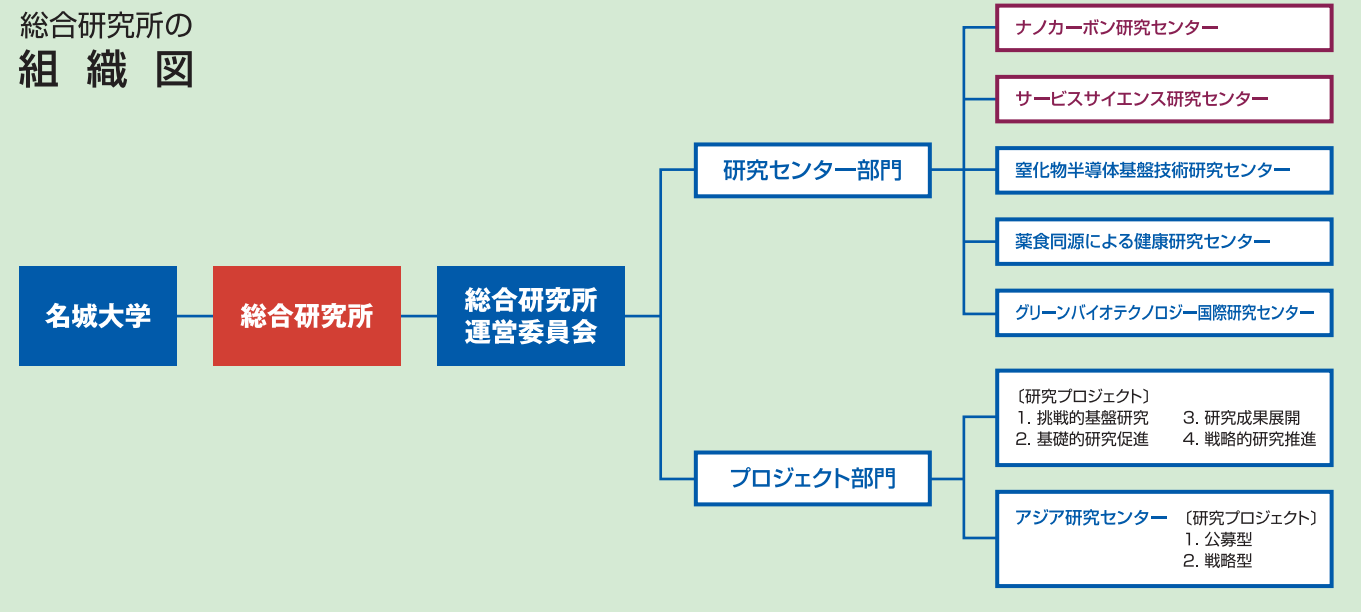 総合研究所の
組織図
名城大学
総合研究所
総合研究所
運営委員会
研究センター部門
ナノカーボン研究センター
サービスサイエンス研究センター
窒化物半導体基盤技術研究センター
薬食同源による健康研究センター
グリーンバイオテクノロジー国際研究センター
プロジェクト部門
〔研究プロジェクト〕
1. 挑戦的基盤研究 3. 研究成果展開
2. 基礎的研究促進 4. 戦略的研究推進
アジア研究センター 〔研究プロジェクト〕
1. 公募型
2. 戦略型